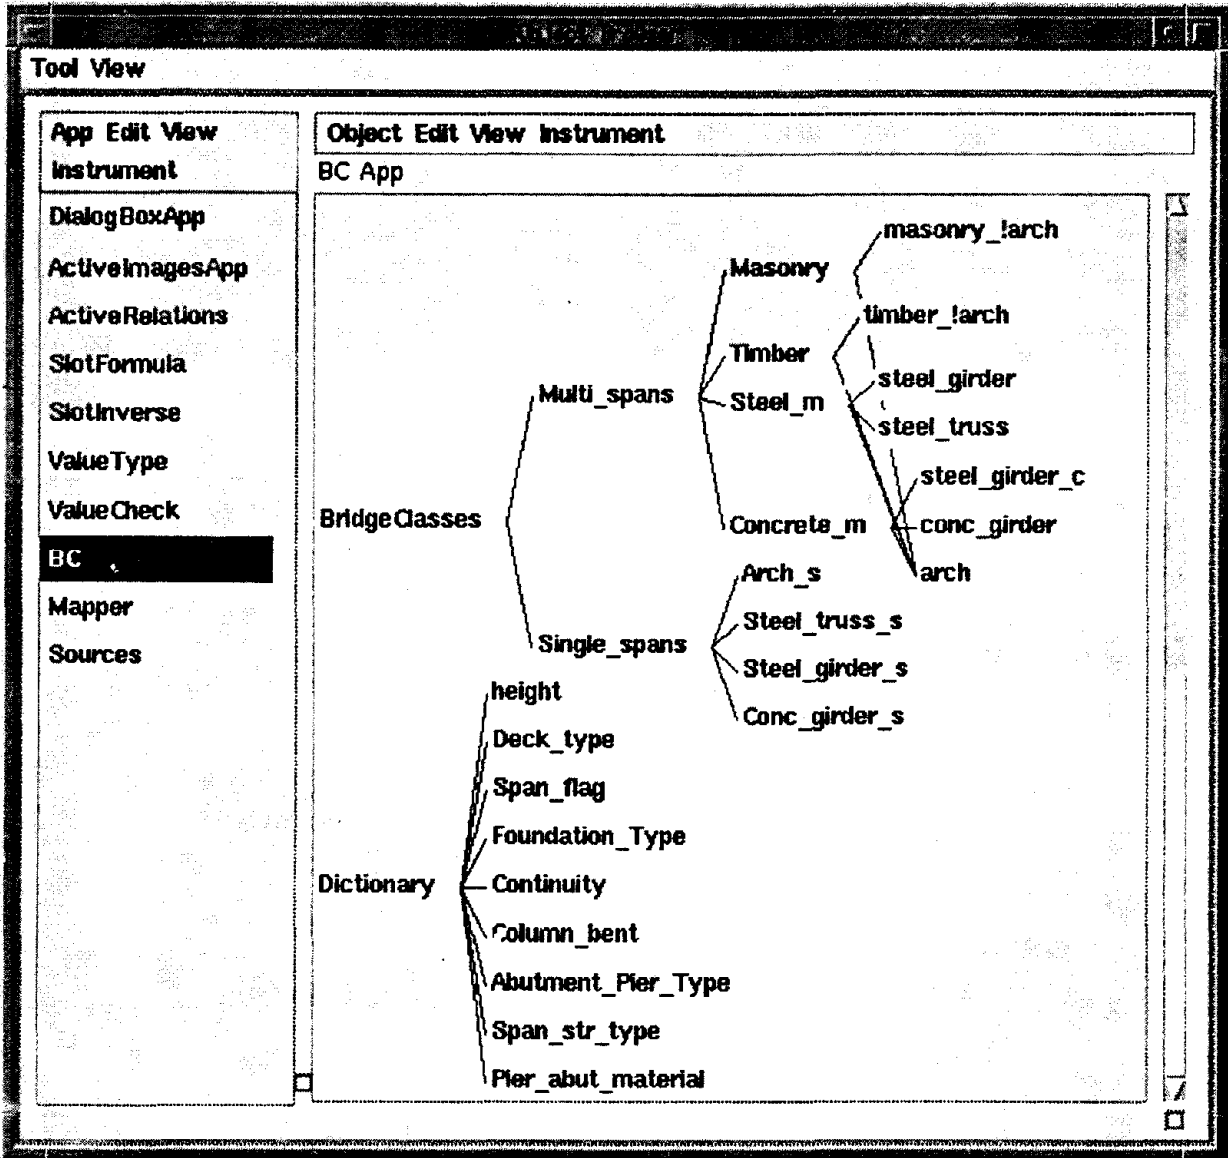 Tool View
App Edit View
Instrument
DialogBoxApp
ActiveImagesApp
ActiveRelations
SlotFormula
SlotInverse
ValueType
ValueCheck
BC
Mapper
Sources
Object Edit View Instrument
BC App
masonry_!arch
Masonry
timber_!arch
Timber
steel_girder
Multi_spans
Steel_m
steel_truss
steel_girder_c
BridgeClasses
Concrete_m
conc_girder
Arch_s
arch
Steel_truss_s
Single_spans
Steel_girder_s
height
Conc_girder_s
Deck_type
Span_flag
Foundation_Type
Dictionary
Continuity
Column_bent
Abutment_Pier_Type
Span_str_type
Pier_abut_material